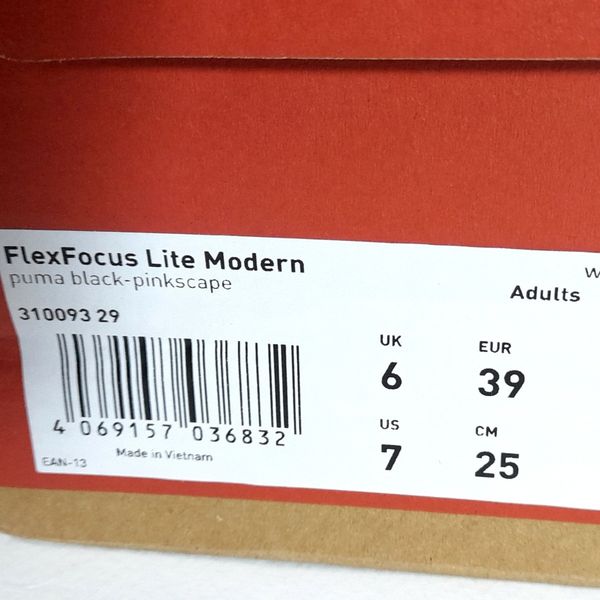 FlexFocus Lite Modern
puma black-pinkscape
W
Adults
310093 29
UK
6
EUR
39
US
7
CM
25
4 069157 036832
Made in Vietnam
EAN-13